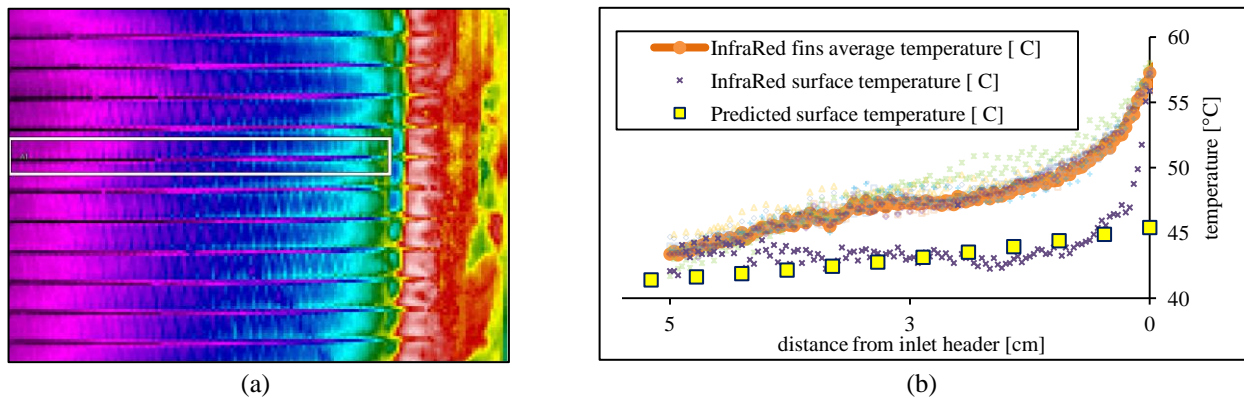 InfraRed fins average temperature [ C]
InfraRed surface temperature [ C]
Predicted surface temperature [ C]
60
55
50
45
40
temperature [°C]
5
3
0
distance from inlet header [cm]
(a)
(b)